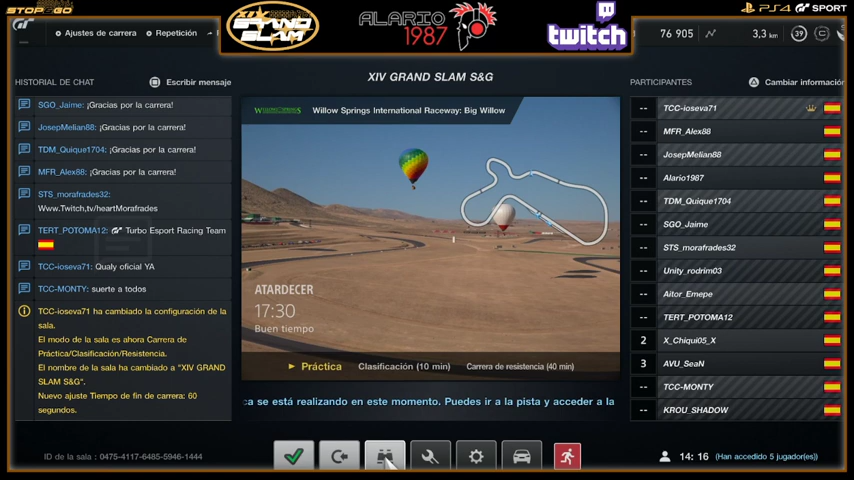 STOP&GO
PS4 GT SPORT
XIX STWO SLAM
ALARIO 1987
twitch
Ajustes de carrera
Repetición
76 905
3,3 km
39
HISTORIAL DE CHAT
Escribir mensaje
XIV GRAND SLAM S&G
PARTICIPANTES
Cambiar información
SGO_Jaime: ¡Gracias por la carrera!
JosepMelian88: ¡Gracias por la carrera!
TDM_Quique1704: ¡Gracias por la carrera!
MFR_Alex88: ¡Gracias por la carrera!
STS_morafrades32:
Www.Twitch,tv/heartMorafrades
TERT_POTOMA12: GT Turbo Esport Racing Team
TCC-ioseva71: Qualy oficial YA
TCC-MONTY: suerte a todos
TCC-ioseva71 ha cambiado la configuración de la
sala.
El modo de la sala es ahora Carrera de
Práctica/Clasificación/Resistencia.
El nombre de la sala ha cambiado a "XIV GRAND
SLAM S&G".
Nuevo ajuste Tiempo de fin de carrera: 60
segundos.
WILLOW SPRINGS
Willow Springs International Raceway: Big Willow
ATARDECER
17:30
Buen tiempo
Práctica
Clasificación (10 min)
Carrera de resistencia (40 min)
ca se está realizando en este momento. Puedes ir a la pista y acceder a la
-- TCC-ioseva71
-- MFR_Alex88
-- JosepMelian88
-- Alario1987
-- TDM_Quique1704
-- SGO_Jaime
-- STS_morafrades32
-- Unity_rodrim03
-- Aitor_Emepe
-- TERT_POTOMA12
2 X_Chiqui05_X
3 AVU_SeaN
-- TCC-MONTY
-- KROU_SHADOW
ID de la sala : 0475-4117-6485-5946-1444
14: 16 (Han accedido 5 jugador(es))